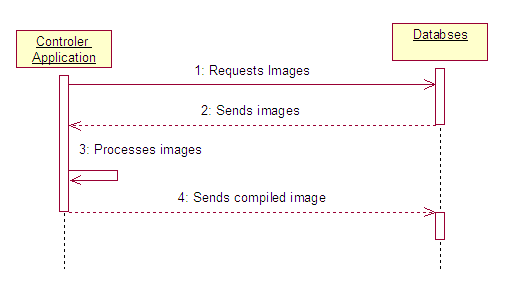 Controler
Application
Databses
1: Requests Images
2: Sends images
3: Processes images
4: Sends compiled image